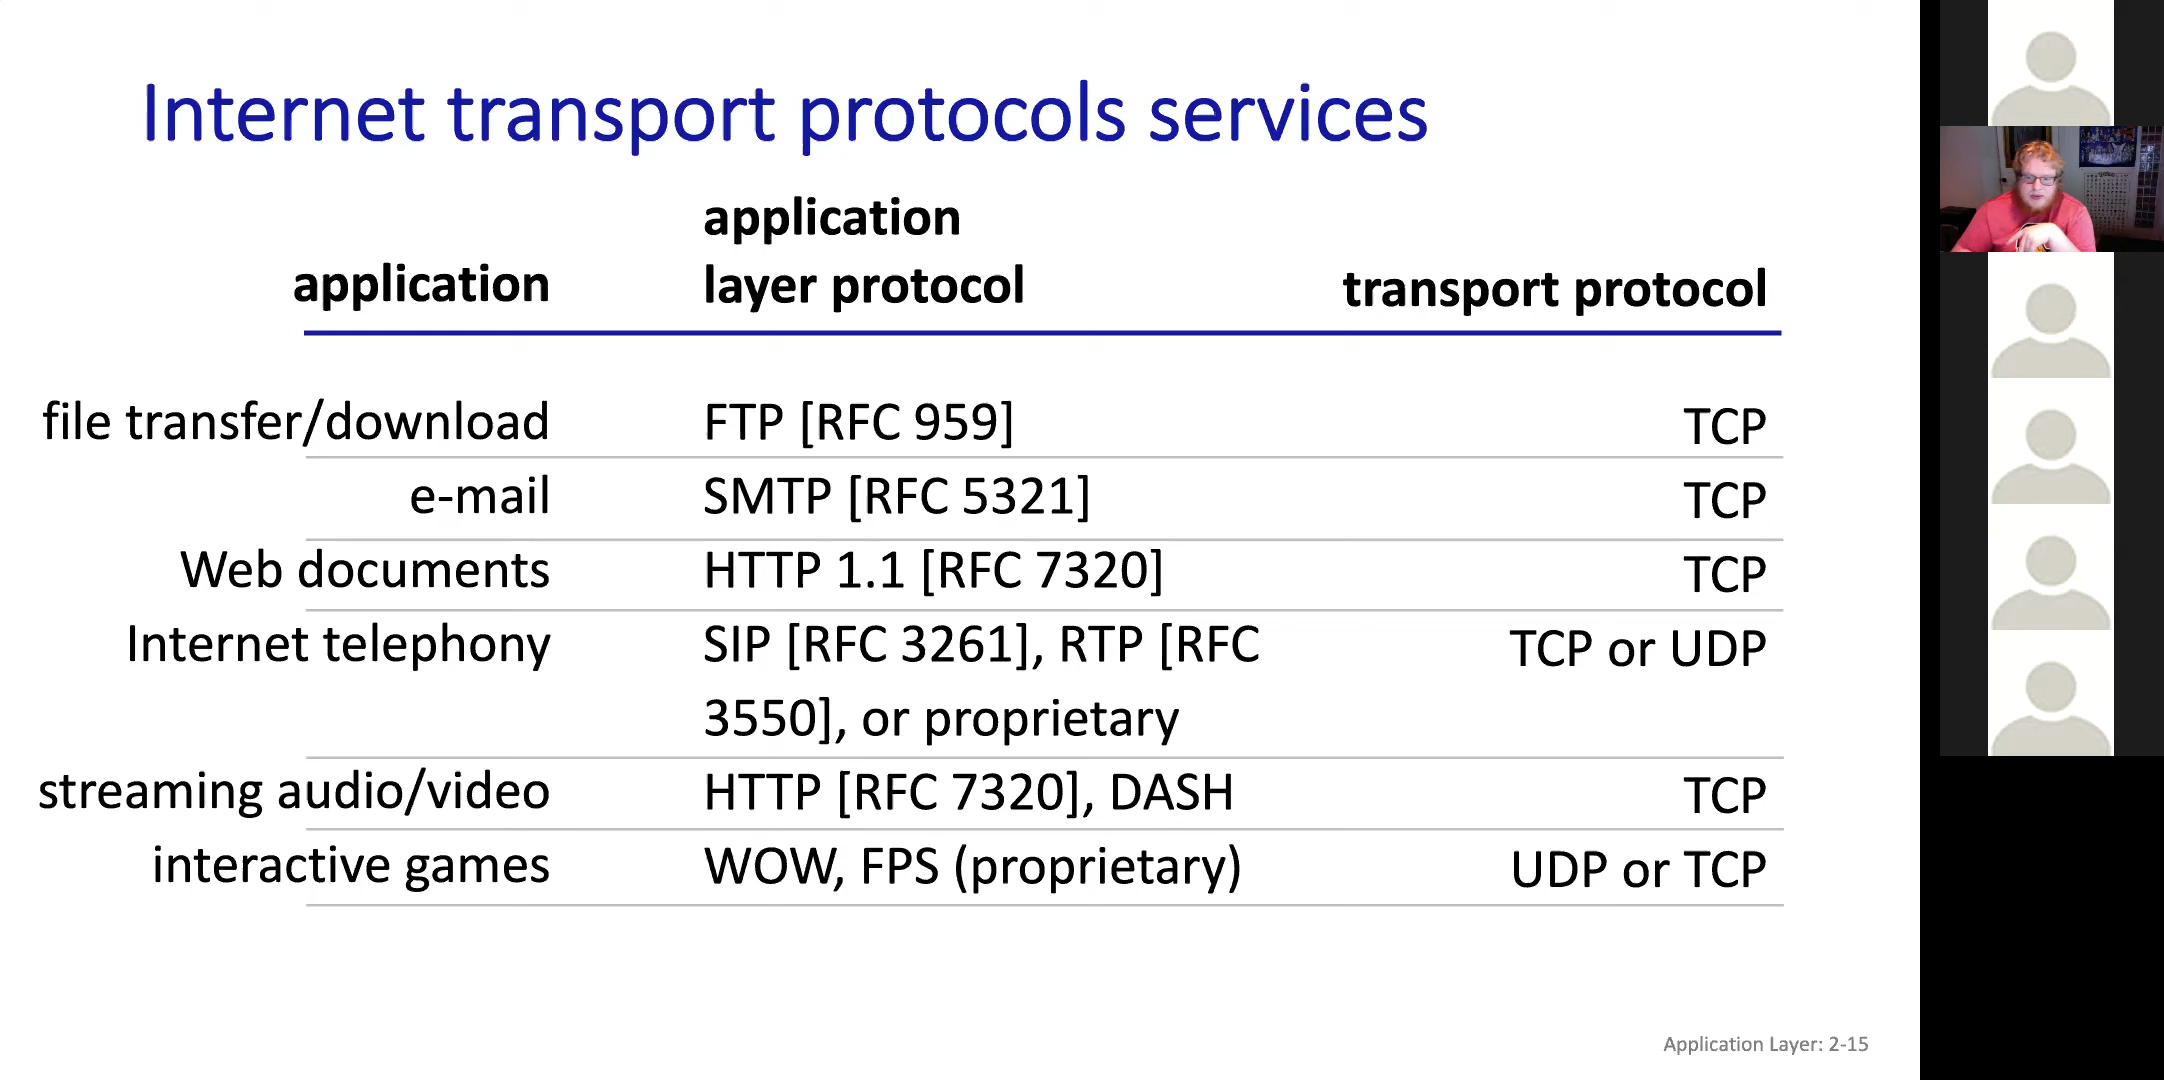 Internet transport protocols services
application
layer protocol
application
transport protocol
file transfer/download
FTP [RFC 959]
TCP
e-mail
SMTP [RFC 5321]
TCP
Web documents
HTTP 1.1 [RFC 7320]
TCP
Internet telephony
SIP [RFC 3261], RTP [RFC
3550], or proprietary
TCP or UDP
streaming audio/video
HTTP [RFC 7320], DASH
TCP
interactive games
WOW, FPS (proprietary)
UDP or TCP
Application Layer: 2-15